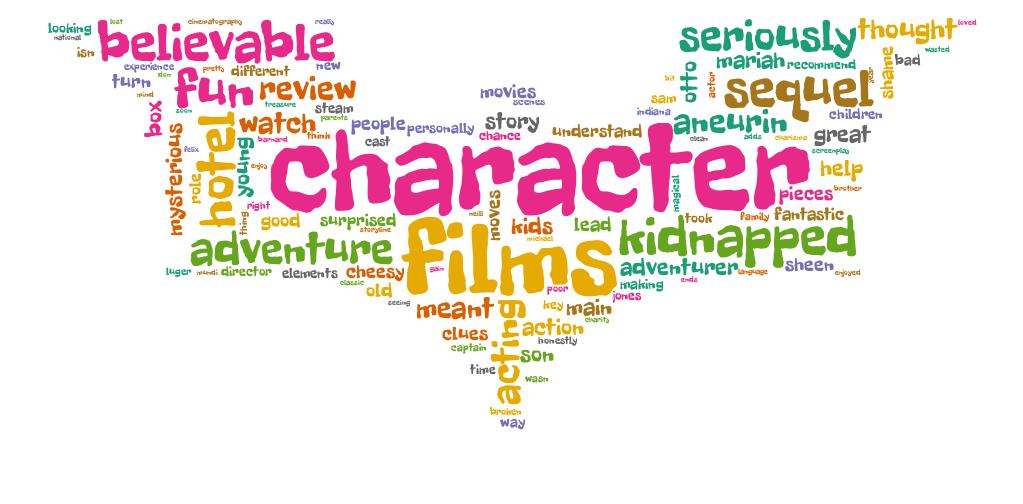 looking
lost
cinematography
really
national
isn
believable
experience
don
pretty
different
new
turn
mind
fun
zoom
treasure
review
steam
parents
box
mysterious
hotel
felix
role
young
watch
think
barnard
enjoy
people
personally
cast
movies
scenes
story
chance
understand
seriously
thought
loved
wasted
mariah
recommend
shame
bad
otto
actor
bit
sam
indiana
sequel
year
children
aneurin
clean
adds
charisma
great
screenplay
character
help
brother
pieces
magical
right
thing
good
surprised
storyline
neill
moves
kids
michael
lead
took
family
fantastic
adventure
films
kidnapped
luger
mundi
director
elements
cheesy
classic
gain
old
seeing
adventurer
language
sheen
enjoyed
ends
making
poor
jones
meant
acting
key
main
charity
clues
action
honestly
captain
son
time
wasn
broken
way